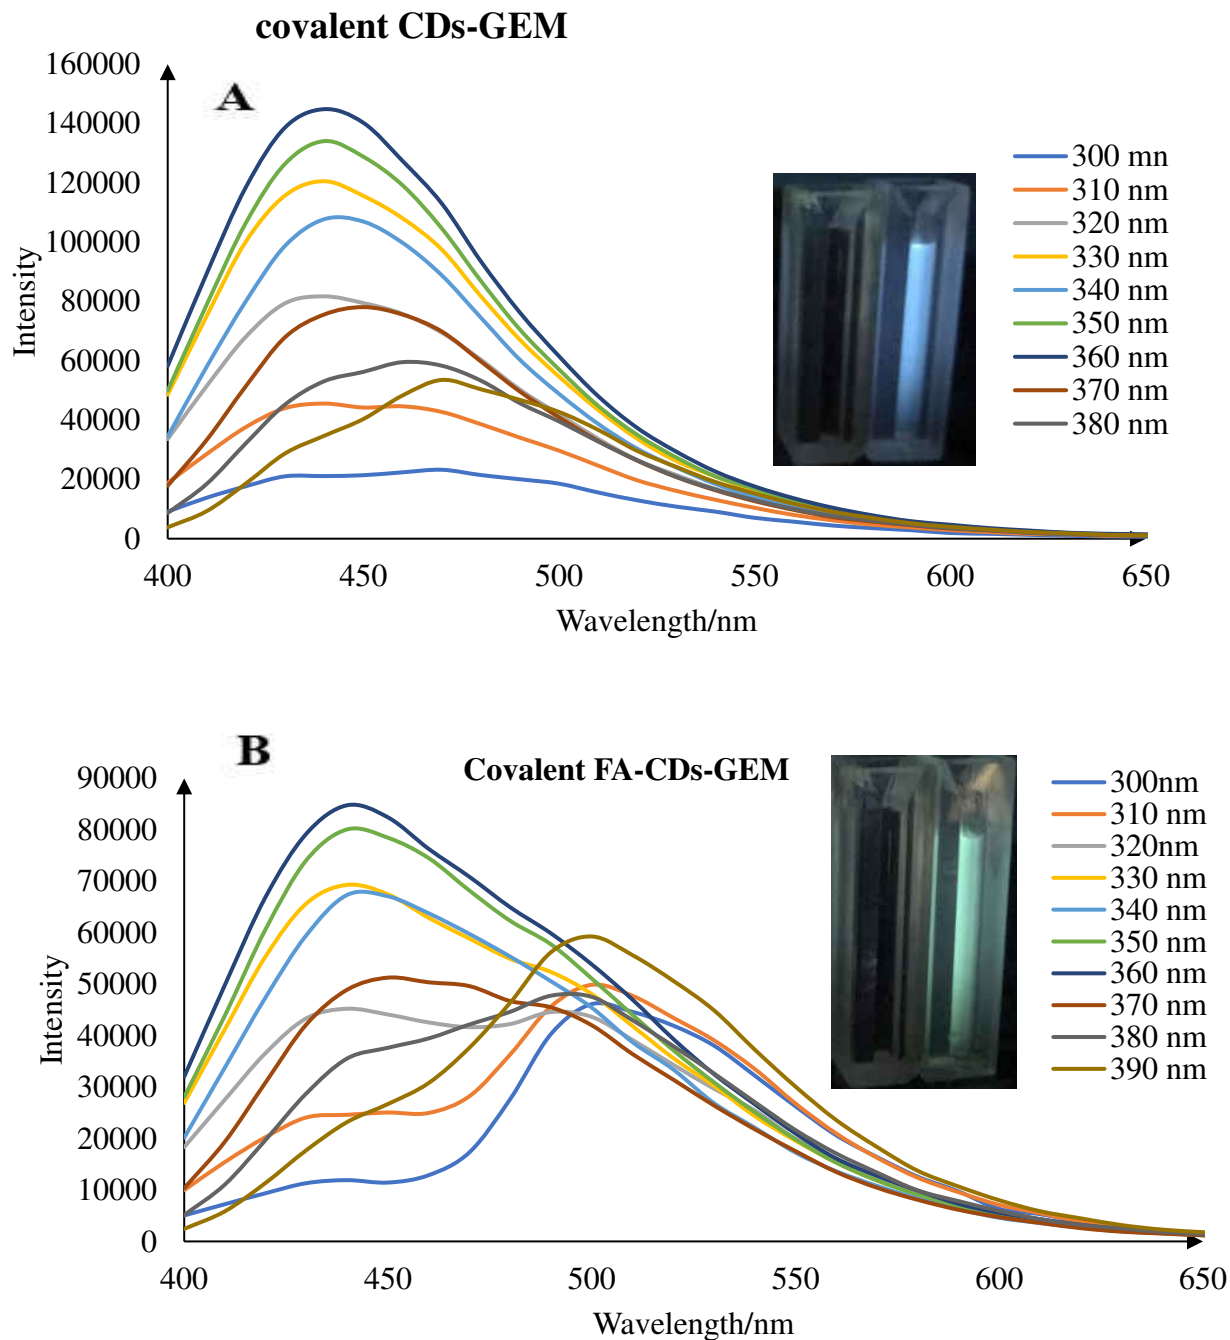 covalent CDs-GEM
A
160000
140000
120000
100000
80000
60000
40000
20000
0
Intensity
400 450 500 550 600 650
Wavelength/nm
300 mn
310 nm
320 nm
330 nm
340 nm
350 nm
360 nm
370 nm
380 nm
B
Covalent FA-CDs-GEM
90000
80000
70000
60000
50000
40000
30000
20000
10000
0
Intensity
400 450 500 550 600 650
Wavelength/nm
300nm
310 nm
320nm
330 nm
340 nm
350 nm
360 nm
370 nm
380 nm
390 nm